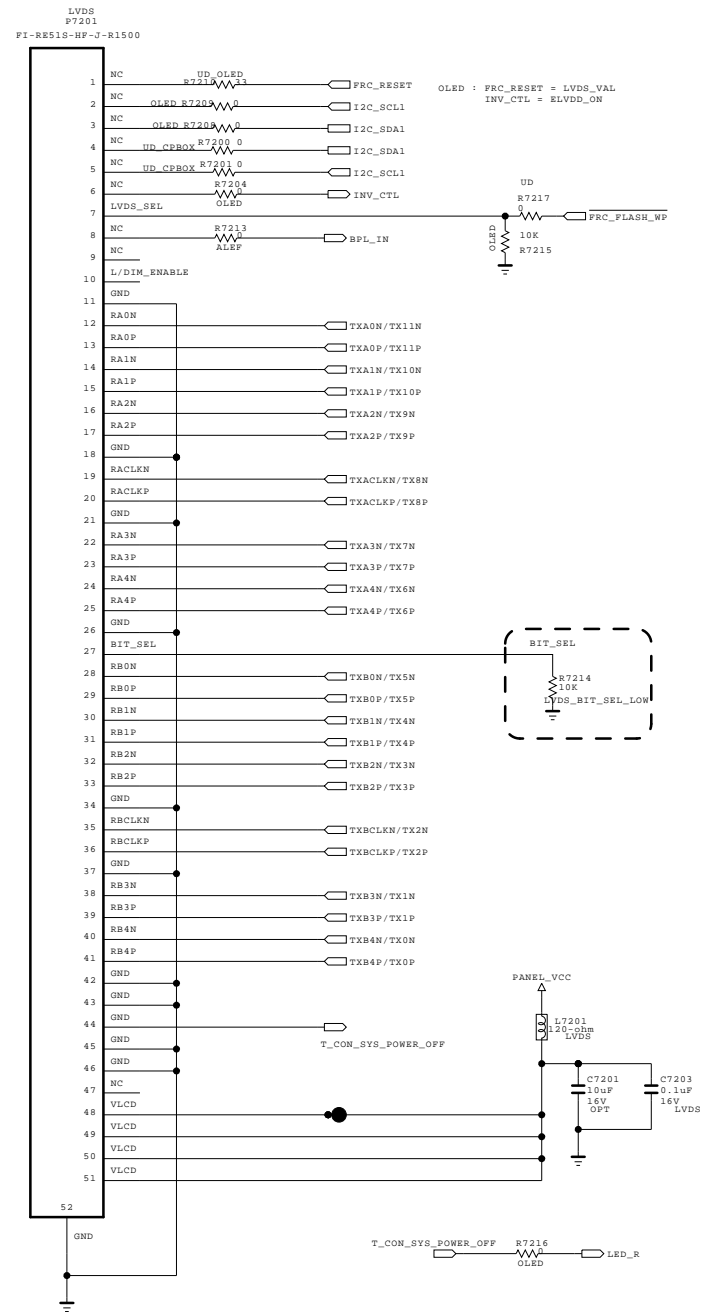 LVDS
P7201
FI-RE51S-HF-J-R1500
1 NC R7210 UD_OLED 33 FRC_RESET
OLED : FRC_RESET = LVDS_VAL
INV_CTL = ELVDD_ON
2 NC OLED R7209 0 I2C_SCL1
3 NC OLED R7208 0 I2C_SDA1
4 NC UD_CPBOX R7200 0 I2C_SDA1
5 NC UD_CPBOX R7201 0 I2C_SCL1
6 NC R7204 0 OLED INV_CTL
7 LVDS_SEL
UD
R7217
0
FRC_FLASH_WP
OLED
10K
R7215
8 NC R7213 0 ALEF BPL_IN
9 NC
10 L/DIM_ENABLE
11 GND
12 RA0N TXA0N/TX11N
13 RA0P TXA0P/TX11P
14 RA1N TXA1N/TX10N
15 RA1P TXA1P/TX10P
16 RA2N TXA2N/TX9N
17 RA2P TXA2P/TX9P
18 GND
19 RACLKN TXACLKN/TX8N
20 RACLKP TXACLKP/TX8P
21 GND
22 RA3N TXA3N/TX7N
23 RA3P TXA3P/TX7P
24 RA4N TXA4N/TX6N
25 RA4P TXA4P/TX6P
26 GND
27 BIT_SEL
BIT_SEL
R7214
10K
LVDS_BIT_SEL_LOW
28 RB0N TXB0N/TX5N
29 RB0P TXB0P/TX5P
30 RB1N TXB1N/TX4N
31 RB1P TXB1P/TX4P
32 RB2N TXB2N/TX3N
33 RB2P TXB2P/TX3P
34 GND
35 RBCLKN TXBCLKN/TX2N
36 RBCLKP TXBCLKP/TX2P
37 GND
38 RB3N TXB3N/TX1N
39 RB3P TXB3P/TX1P
40 RB4N TXB4N/TX0N
41 RB4P TXB4P/TX0P
42 GND
43 GND
44 GND
T_CON_SYS_POWER_OFF
45 GND
46 GND
47 NC
48 VLCD
49 VLCD
50 VLCD
51 VLCD
PANEL_VCC
L7201
120-ohm
LVDS
C7201
10uF
16V
OPT
C7203
0.1uF
16V
LVDS
52
GND
T_CON_SYS_POWER_OFF R7216 0 OLED LED_R